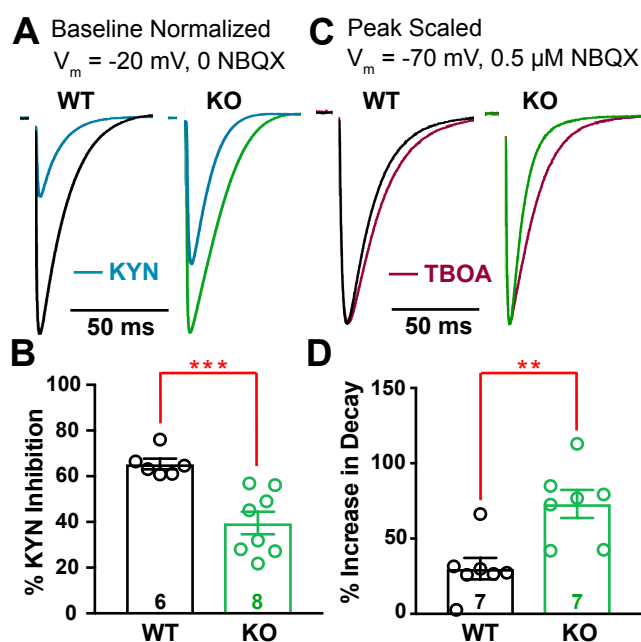 A Baseline Normalized
Vm = -20 mV, 0 NBQX
WT KO
KYN
50 ms
C Peak Scaled
Vm = -70 mV, 0.5 µM NBQX
WT KO
TBOA
50 ms
B
***
% KYN Inhibition
100
80
60
40
20
0
6 8
WT KO
D
**
% Increase in Decay
150
100
50
0
7 7
WT KO